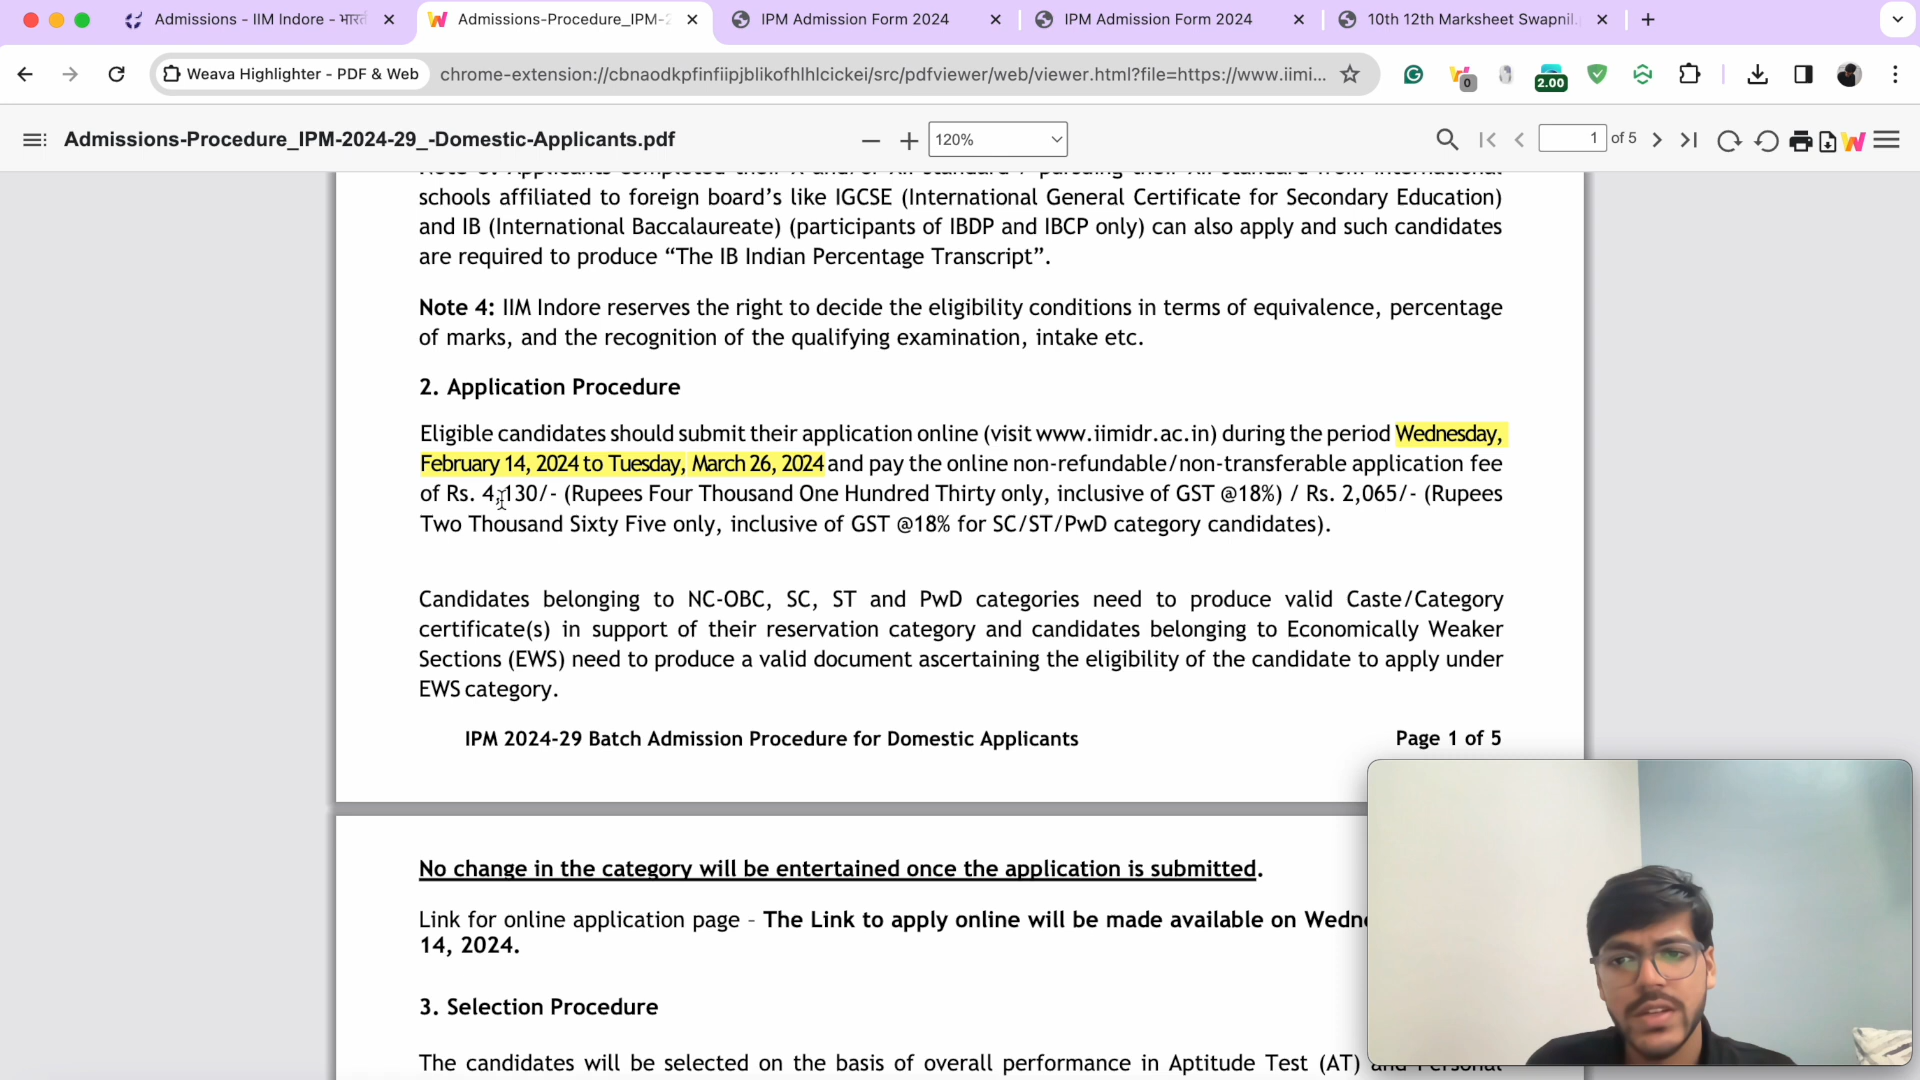 Admissions - IIM Indore - भारती
Admissions-Procedure_IPM-2
IPM Admission Form 2024
IPM Admission Form 2024
10th 12th Marksheet Swapnil.
Weava Highlighter - PDF & Web
chrome-extension://cbnaodkpfinfiipjblikofhlhlcickei/src/pdfviewer/web/viewer.html?file=https://www.iimi...
0
2.00
Admissions-Procedure_IPM-2024-29_-Domestic-Applicants.pdf
120%
1 of 5
schools affiliated to foreign board's like IGCSE (International General Certificate for Secondary Education)
and IB (International Baccalaureate) (participants of IBDP and IBCP only) can also apply and such candidates
are required to produce “The IB Indian Percentage Transcript”.
Note 4: IIM Indore reserves the right to decide the eligibility conditions in terms of equivalence, percentage
of marks, and the recognition of the qualifying examination, intake etc.
2. Application Procedure
Eligible candidates should submit their application online (visit www.iimidr.ac.in) during the period Wednesday,
February 14, 2024 to Tuesday, March 26, 2024 and pay the online non-refundable/non-transferable application fee
of Rs. 4,130/- (Rupees Four Thousand One Hundred Thirty only, inclusive of GST @18%) / Rs. 2,065/- (Rupees
Two Thousand Sixty Five only, inclusive of GST @18% for SC/ST/PwD category candidates).
Candidates belonging to NC-OBC, SC, ST and PwD categories need to produce valid Caste/Category
certificate(s) in support of their reservation category and candidates belonging to Economically Weaker
Sections (EWS) need to produce a valid document ascertaining the eligibility of the candidate to apply under
EWS category.
IPM 2024-29 Batch Admission Procedure for Domestic Applicants Page 1 of 5
No change in the category will be entertained once the application is submitted.
Link for online application page – The Link to apply online will be made available on Wedne
14, 2024.
3. Selection Procedure
The candidates will be selected on the basis of overall performance in Aptitude Test (AT) and Personal